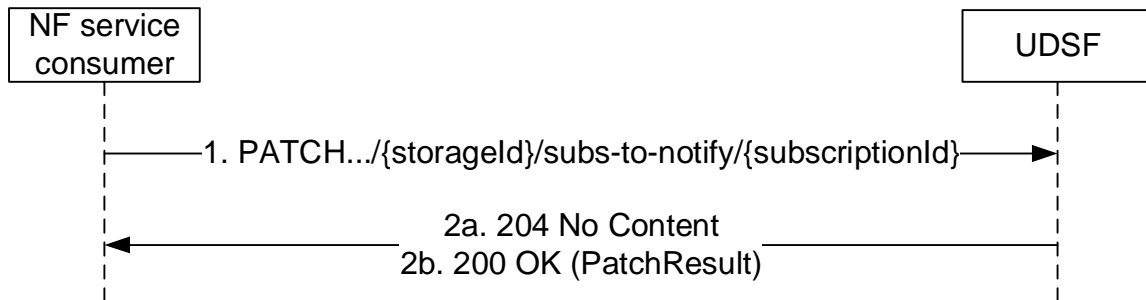 NF service
consumer
UDSF
1. PATCH.../{storageId}/subs-to-notify/{subscriptionId}
2a. 204 No Content
2b. 200 OK (PatchResult)